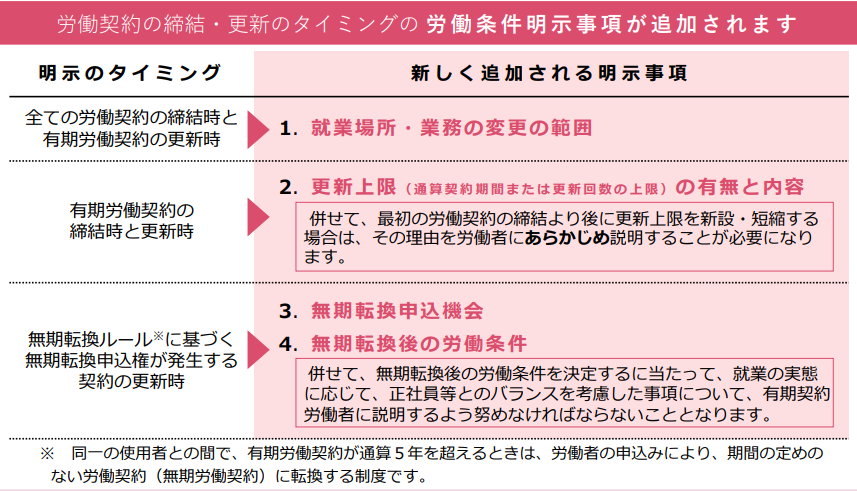 労働契約の締結・更新のタイミングの 労働条件明示事項が追加されます
明示のタイミング
新しく追加される明示事項
全ての労働契約の締結時と
有期労働契約の更新時
1. 就業場所・業務の変更の範囲
有期労働契約の
締結時と更新時
2. 更新上限（通算契約期間または更新回数の上限）の有無と内容
併せて、最初の労働契約の締結より後に更新上限を新設・短縮する
場合は、その理由を労働者にあらかじめ説明することが必要になり
ます。
無期転換ルール※に基づく
無期転換申込権が発生する
契約の更新時
3. 無期転換申込機会
4. 無期転換後の労働条件
併せて、無期転換後の労働条件を決定するに当たって、就業の実態
に応じて、正社員等とのバランスを考慮した事項について、有期契約
労働者に説明するよう努めなければならないこととなります。
※　同一の使用者との間で、有期労働契約が通算５年を超えるときは、労働者の申込みにより、期間の定めの
ない労働契約（無期労働契約）に転換する制度です。